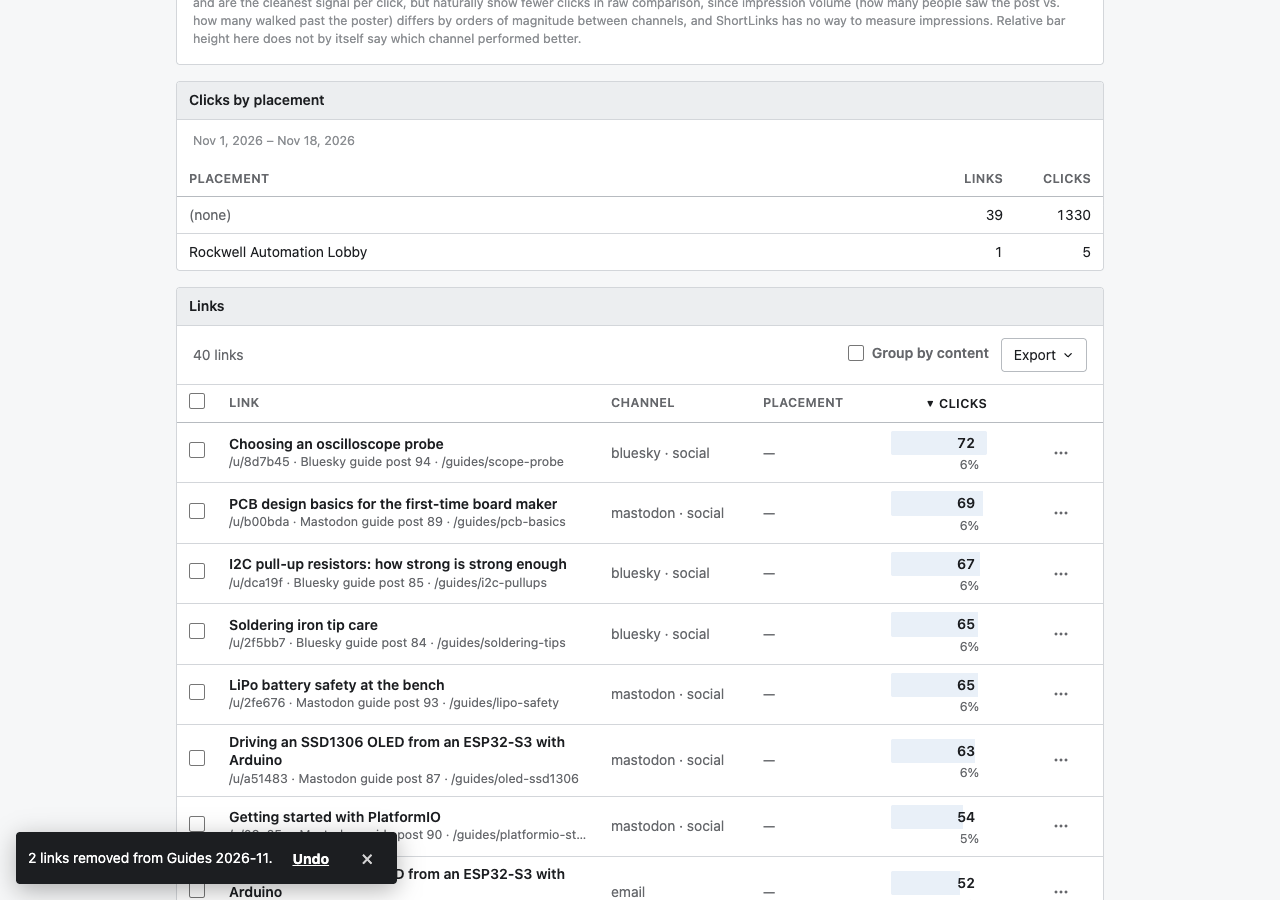 and are the cleanest signal per click, but naturally show fewer clicks in raw comparison, since impression volume (how many people saw the post vs.
how many walked past the poster) differs by orders of magnitude between channels, and ShortLinks has no way to measure impressions. Relative bar
height here does not by itself say which channel performed better.
Clicks by placement
Nov 1, 2026 – Nov 18, 2026
PLACEMENT LINKS CLICKS
(none) 39 1330
Rockwell Automation Lobby 1 5
Links
40 links Group by content Export
LINK CHANNEL PLACEMENT ▼ CLICKS
Choosing an oscilloscope probe
/u/8d7b45 · Bluesky guide post 94 · /guides/scope-probe
bluesky · social — 72
6%
PCB design basics for the first-time board maker
/u/b00bda · Mastodon guide post 89 · /guides/pcb-basics
mastodon · social — 69
6%
I2C pull-up resistors: how strong is strong enough
/u/dca19f · Bluesky guide post 85 · /guides/i2c-pullups
bluesky · social — 67
6%
Soldering iron tip care
/u/2f5bb7 · Bluesky guide post 84 · /guides/soldering-tips
bluesky · social — 65
6%
LiPo battery safety at the bench
/u/2fe676 · Mastodon guide post 93 · /guides/lipo-safety
mastodon · social — 65
6%
Driving an SSD1306 OLED from an ESP32-S3 with
Arduino
/u/a51483 · Mastodon guide post 87 · /guides/oled-ssd1306
mastodon · social — 63
6%
Getting started with PlatformIO
post 90 · /guides/platformio-st...
mastodon · social — 54
5%
from an ESP32-S3 with
Arduino
email — 52
2 links removed from Guides 2026-11. Undo ✕